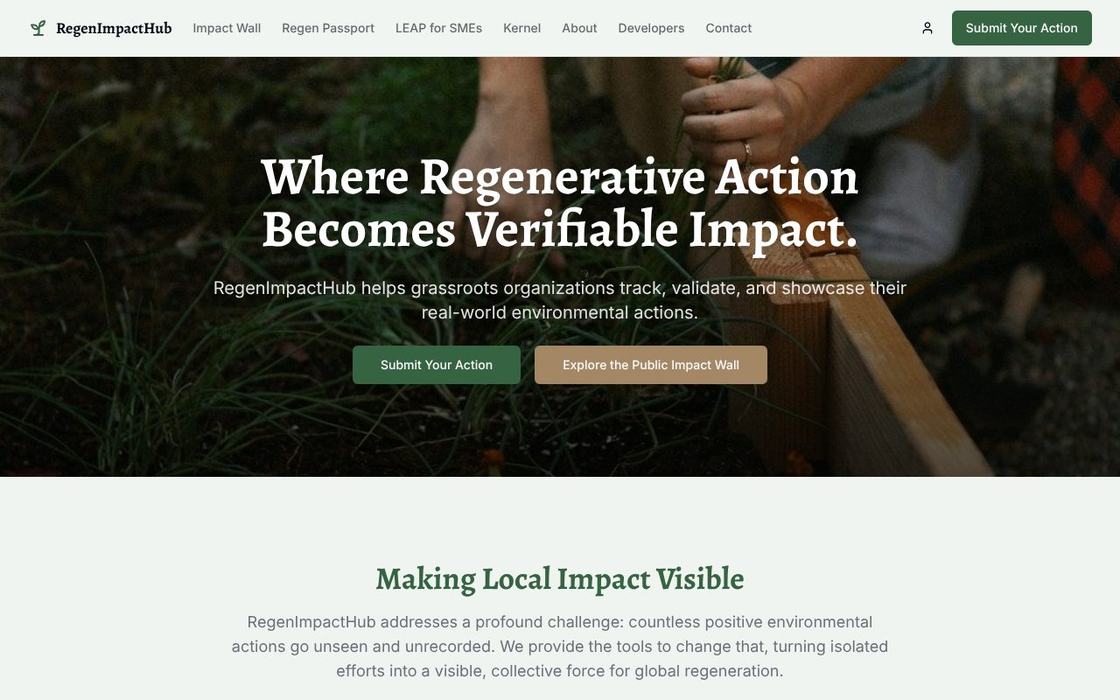 RegenImpactHub
Impact Wall
Regen Passport
LEAP for SMEs
Kernel
About
Developers
Contact
Submit Your Action
Where Regenerative Action
Becomes Verifiable Impact.
RegenImpactHub helps grassroots organizations track, validate, and showcase their
real-world environmental actions.
Submit Your Action
Explore the Public Impact Wall
Making Local Impact Visible
RegenImpactHub addresses a profound challenge: countless positive environmental
actions go unseen and unrecorded. We provide the tools to change that, turning isolated
efforts into a visible, collective force for global regeneration.